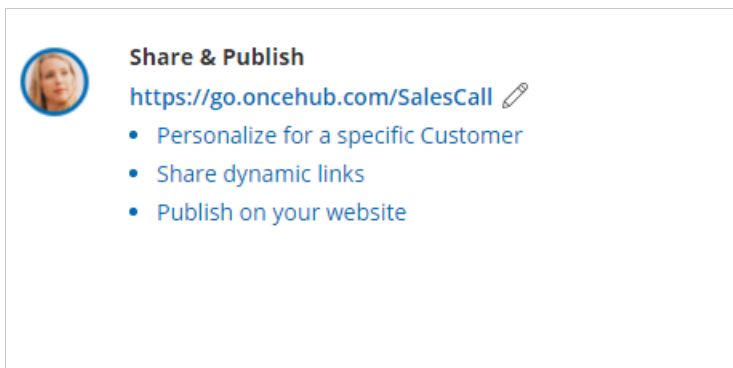 Share & Publish
https://go.oncehub.com/SalesCall
Personalize for a specific Customer
Share dynamic links
Publish on your website